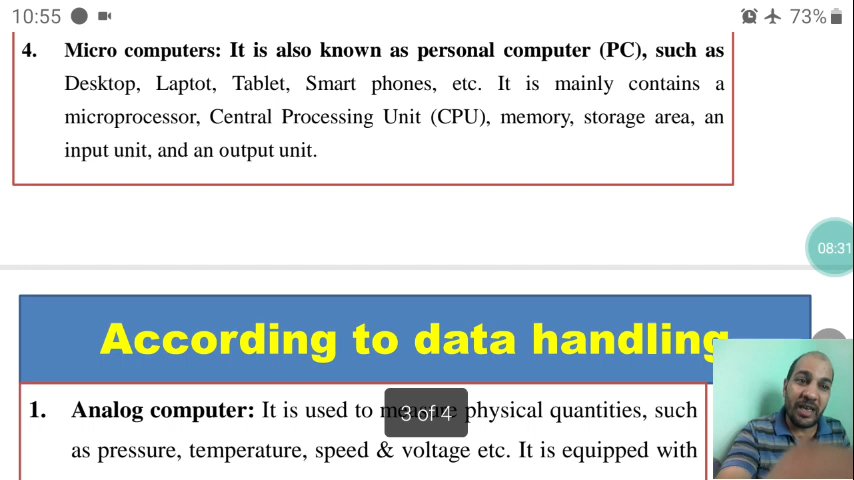 10:55
73%
4. Micro computers: It is also known as personal computer (PC), such as
Desktop, Laptot, Tablet, Smart phones, etc. It is mainly contains a
microprocessor, Central Processing Unit (CPU), memory, storage area, an
input unit, and an output unit.
08:31
According to data handling
1. Analog computer: It is used to measure physical quantities, such
3 of 4
as pressure, temperature, speed & voltage etc. It is equipped with